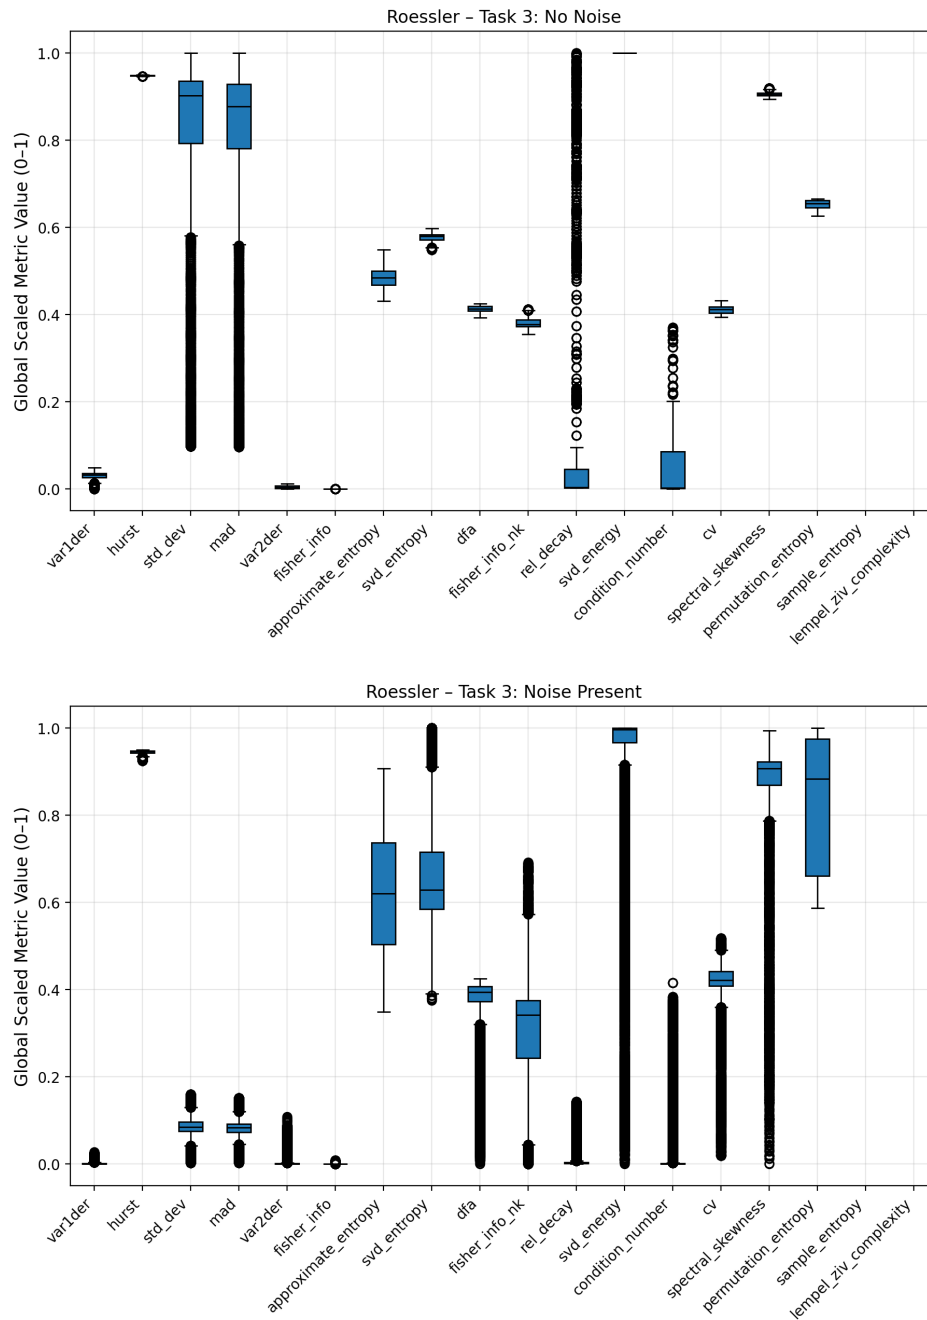 Roessler – Task 3: No Noise
Global Scaled Metric Value (0–1)
1.0
0.8
0.6
0.4
0.2
0.0
var1der
hurst
std_dev
mad
var2der
fisher_info
approximate_entropy
svd_entropy
dfa
fisher_info_nk
rel_decay
svd_energy
condition_number
cv
spectral_skewness
permutation_entropy
sample_entropy
lempel_ziv_complexity
Roessler – Task 3: Noise Present
Global Scaled Metric Value (0–1)
1.0
0.8
0.6
0.4
0.2
0.0
var1der
hurst
std_dev
mad
var2der
fisher_info
approximate_entropy
svd_entropy
dfa
fisher_info_nk
rel_decay
svd_energy
condition_number
cv
spectral_skewness
permutation_entropy
sample_entropy
lempel_ziv_complexity